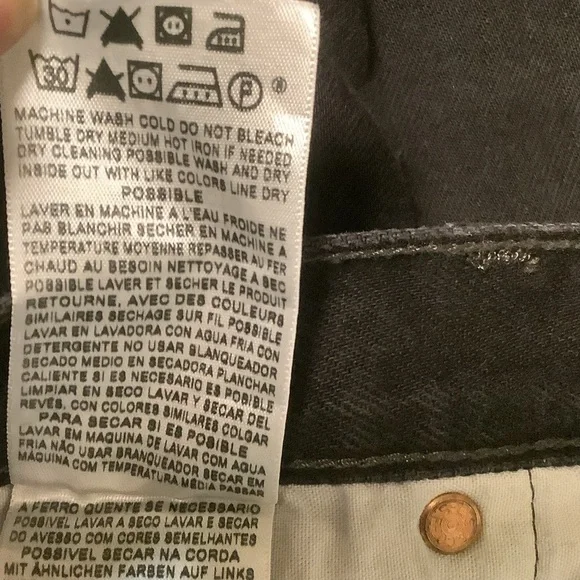 30 P ®
MACHINE WASH COLD DO NOT BLEACH
TUMBLE DRY MEDIUM HOT IRON IF NEEDED
DRY CLEANING POSSIBLE WASH AND DRY
INSIDE OUT WITH LIKE COLORS LINE DRY
POSSIBLE
LAVER EN MACHINE A L'EAU FROIDE NE
PAS BLANCHIR SECHER EN MACHINE A
TEMPERATURE MOYENNE REPASSER AU FER
CHAUD AU BESOIN NETTOYAGE A SEC
POSSIBLE LAVER ET SECHER LE PRODUIT
RETOURNE, AVEC DES COULEURS
SIMILAIRES SECHAGE SUR FIL POSSIBLE
LAVAR EN LAVADORA CON AGUA FRIA CON
DETERGENTE NO USAR BLANQUEADOR
SECADO MEDIO EN SECADORA PLANCHAR
CALIENTE SI ES NECESARIO ES POBIBLE
LIMPIAR EN SECO LAVAR Y SECAR DEL
REVÉS, CON COLORES SIMILARES COLGAR
PARA SECAR SI ES POSIBLE
LAVAR EM MAQUINA DE LAVAR COM AGUA
FRIA NÃO USAR BRANQUEADOR SECAR EM
MÁQUINA COM TEMPERATURA MÉDIA PASSAR
A FERRO QUENTE SE NECESSARIO
POSSÍVEL LAVAR A SECO LAVAR E SECAR
DO AVESSO COM CORES SEMELHANTES
POSSIVEL SECAR NA CORDA
MIT ÄHNLICHEN FARBEN AUF LINKS